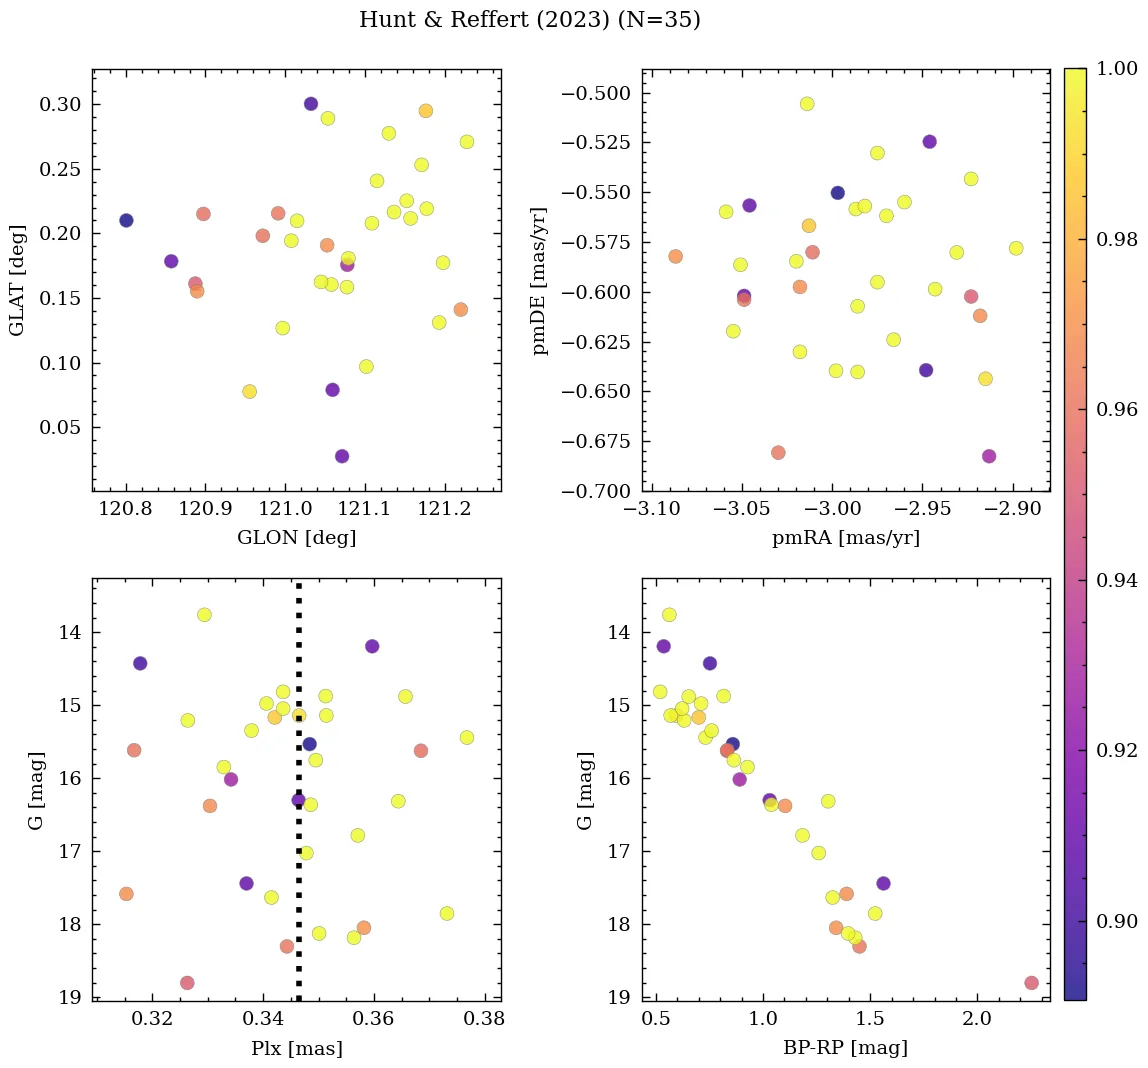 Hunt & Reffert (2023) (N=35)
0.30
0.25
0.20
0.15
0.10
0.05
GLAT [deg]
120.8 120.9 121.0 121.1 121.2
GLON [deg]
−0.500
−0.525
−0.550
−0.575
−0.600
−0.625
−0.650
−0.675
−0.700
pmDE [mas/yr]
−3.10 −3.05 −3.00 −2.95 −2.90
pmRA [mas/yr]
1.00
0.98
0.96
0.94
0.92
0.90
14
15
16
17
18
19
G [mag]
0.32 0.34 0.36 0.38
Plx [mas]
14
15
16
17
18
19
G [mag]
0.5 1.0 1.5 2.0
BP-RP [mag]